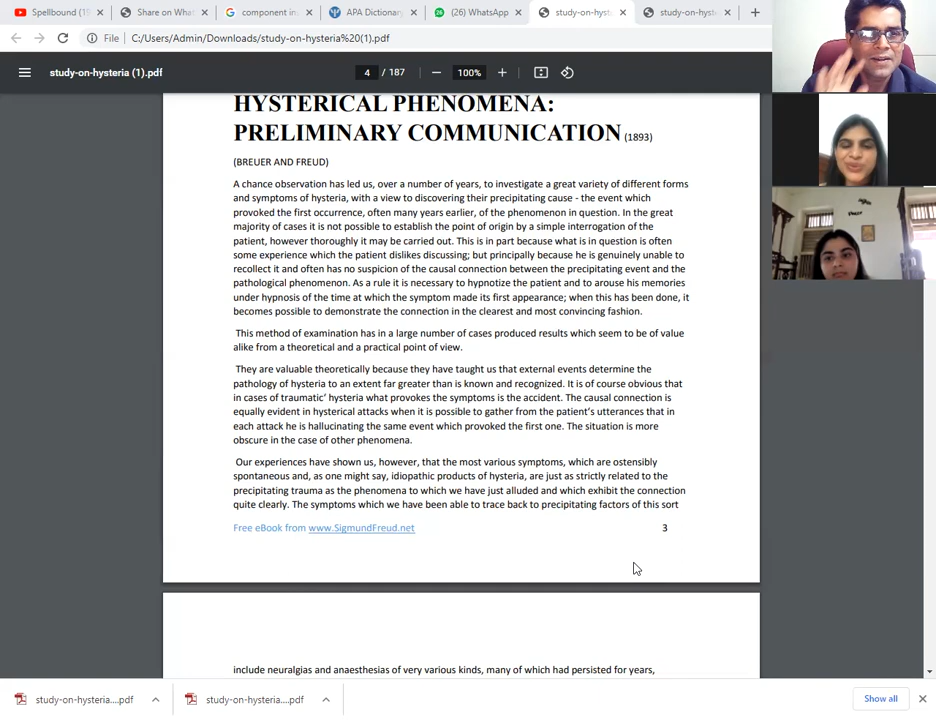 Spellbound (19
Share on What
component in
APA Dictionary
(26) WhatsApp
study-on-hyste
study-on-hyste
File
C:/Users/Admin/Downloads/study-on-hysteria%20(1).pdf
study-on-hysteria (1).pdf
4 / 187
100%
HYSTERICAL PHENOMENA:
PRELIMINARY COMMUNICATION (1893)
(BREUER AND FREUD)
A chance observation has led us, over a number of years, to investigate a great variety of different forms
and symptoms of hysteria, with a view to discovering their precipitating cause - the event which
provoked the first occurrence, often many years earlier, of the phenomenon in question. In the great
majority of cases it is not possible to establish the point of origin by a simple interrogation of the
patient, however thoroughly it may be carried out. This is in part because what is in question is often
some experience which the patient dislikes discussing; but principally because he is genuinely unable to
recollect it and often has no suspicion of the causal connection between the precipitating event and the
pathological phenomenon. As a rule it is necessary to hypnotize the patient and to arouse his memories
under hypnosis of the time at which the symptom made its first appearance; when this has been done, it
becomes possible to demonstrate the connection in the clearest and most convincing fashion.
This method of examination has in a large number of cases produced results which seem to be of value
alike from a theoretical and a practical point of view.
They are valuable theoretically because they have taught us that external events determine the
pathology of hysteria to an extent far greater than is known and recognized. It is of course obvious that
in cases of traumatic’ hysteria what provokes the symptoms is the accident. The causal connection is
equally evident in hysterical attacks when it is possible to gather from the patient’s utterances that in
each attack he is hallucinating the same event which provoked the first one. The situation is more
obscure in the case of other phenomena.
Our experiences have shown us, however, that the most various symptoms, which are ostensibly
spontaneous and, as one might say, idiopathic products of hysteria, are just as strictly related to the
precipitating trauma as the phenomena to which we have just alluded and which exhibit the connection
quite clearly. The symptoms which we have been able to trace back to precipitating factors of this sort
Free eBook from www.SigmundFreud.net 3
include neuralgias and anaesthesias of very various kinds, many of which had persisted for years,
study-on-hysteria....pdf
study-on-hysteria....pdf
Show all